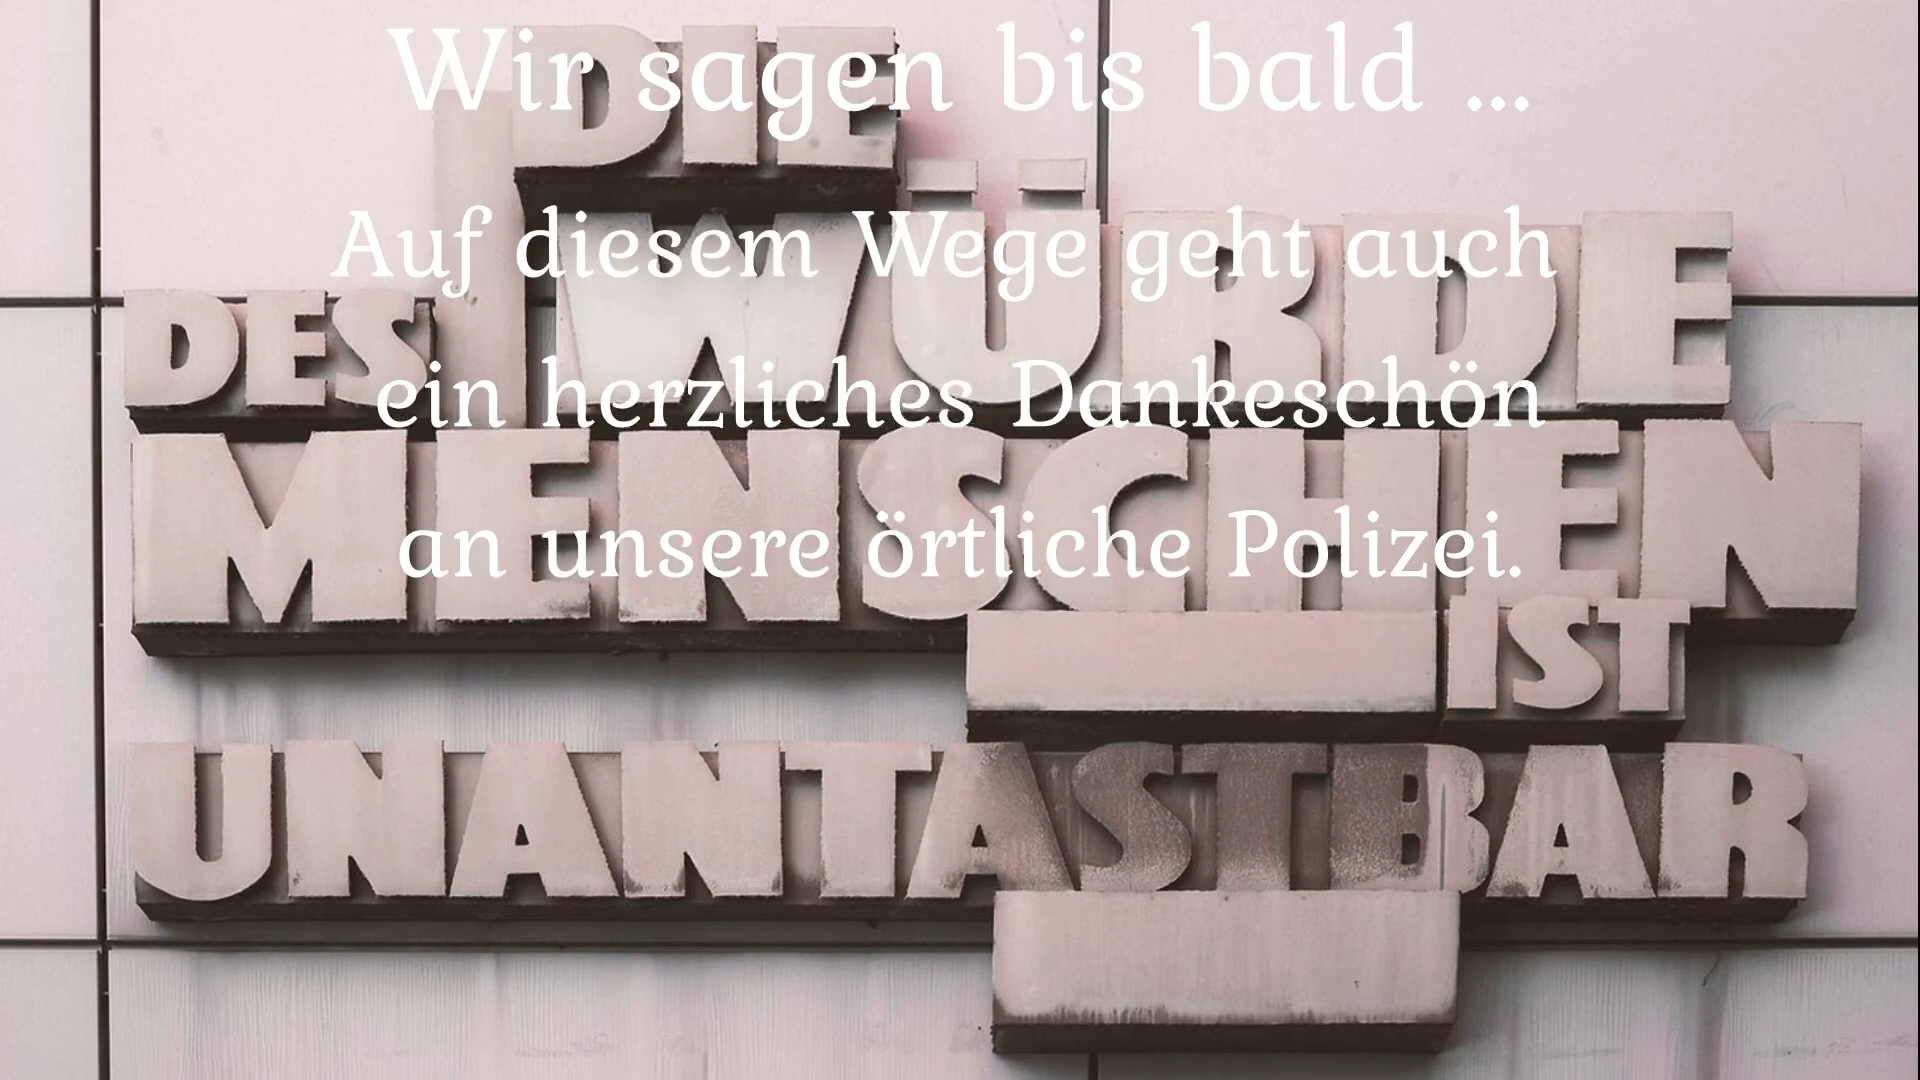 Wir sagen bis bald ...
Auf diesem Wege geht auch
ein herzliches Dankeschön
an unsere örtliche Polizei.
DIE
WÜRDE
DES
MENSCHEN
IST
UNANTASTBAR